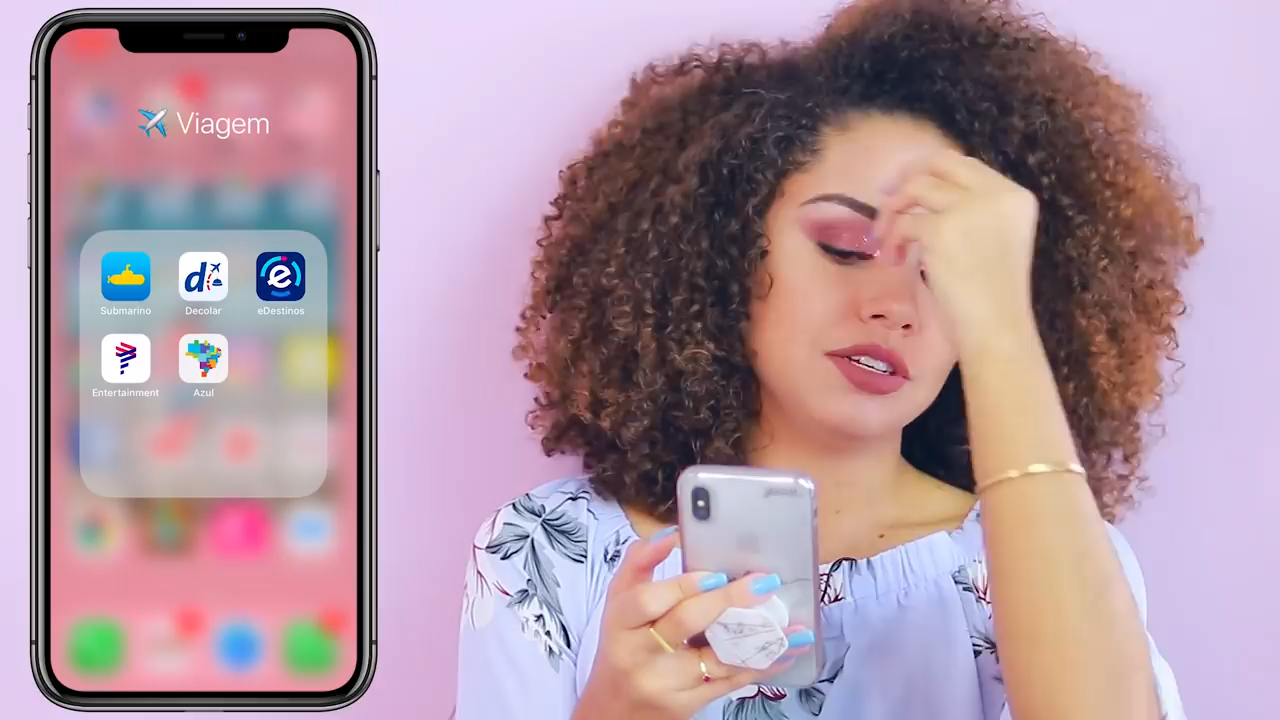 ✈️ Viagem
Submarino
Decolar
eDestinos
Entertainment
Azul